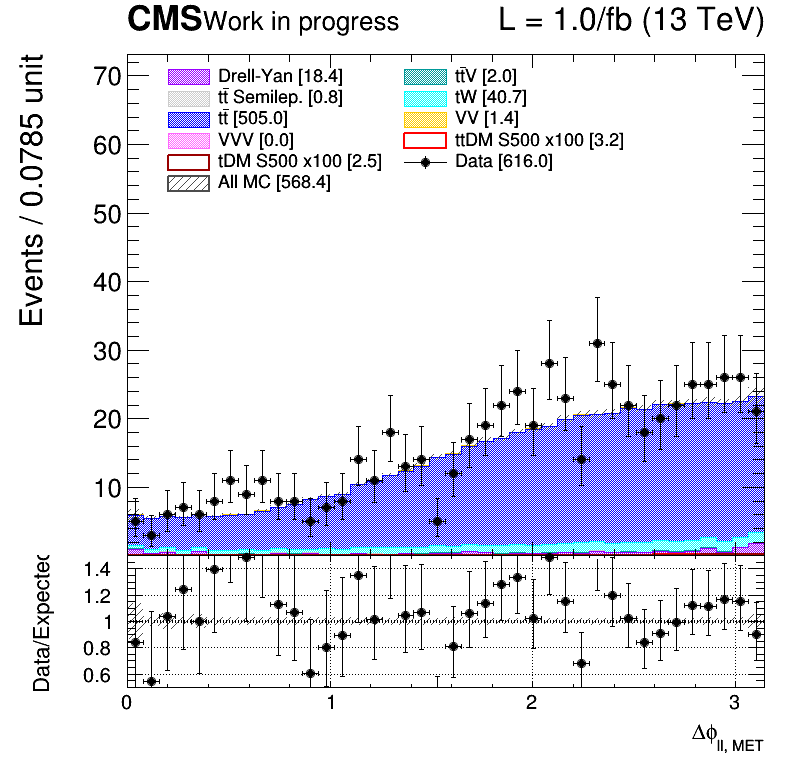 CMS Work in progress L = 1.0/fb (13 TeV)
Events / 0.0785 unit
70
60
50
40
30
20
10
Drell-Yan [18.4]
tt̄V [2.0]
tt̄ Semilep. [0.8]
tW [40.7]
tt̄ [505.0]
VV [1.4]
VVV [0.0]
ttDM S500 x100 [3.2]
tDM S500 x100 [2.5]
Data [616.0]
All MC [568.4]
Data/Expected
1.4
1.2
1
0.8
0.6
0 1 2 3
Δϕll, MET